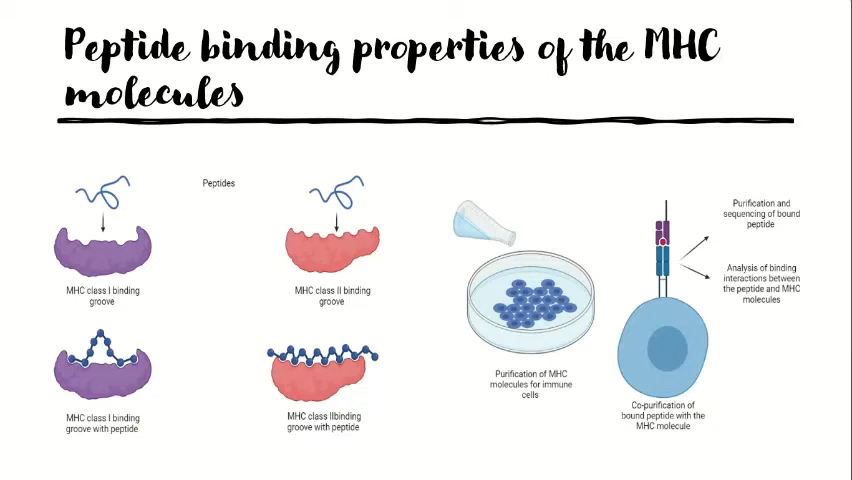 Peptide binding properties of the MHC
molecules
Peptides
MHC class I binding
groove
MHC class II binding
groove
MHC class I binding
groove with peptide
MHC class IIbinding
groove with peptide
Purification of MHC
molecules for immune
cells
Purification and
sequencing of bound
peptide
Analysis of binding
interactions between
the peptide and MHC
molecules
Co-purification of
bound peptide with the
MHC molecule